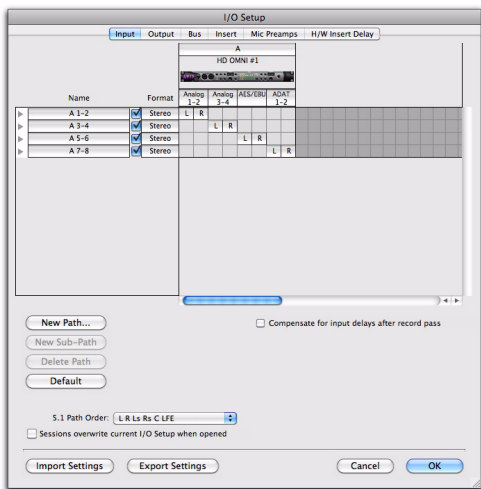 I/O Setup
Input Output Bus Insert Mic Preamps H/W Insert Delay
A
HD OMNI #1
Name Format Analog 1-2 Analog 3-4 AES/EBU ADAT 1-2
A 1-2 Stereo L R
A 3-4 Stereo L R
A 5-6 Stereo L R
A 7-8 Stereo L R
New Path... Compensate for input delays after record pass
New Sub-Path
Delete Path
Default
5.1 Path Order: L R Ls Rs C LFE
Sessions overwrite current I/O Setup when opened
Import Settings Export Settings Cancel OK